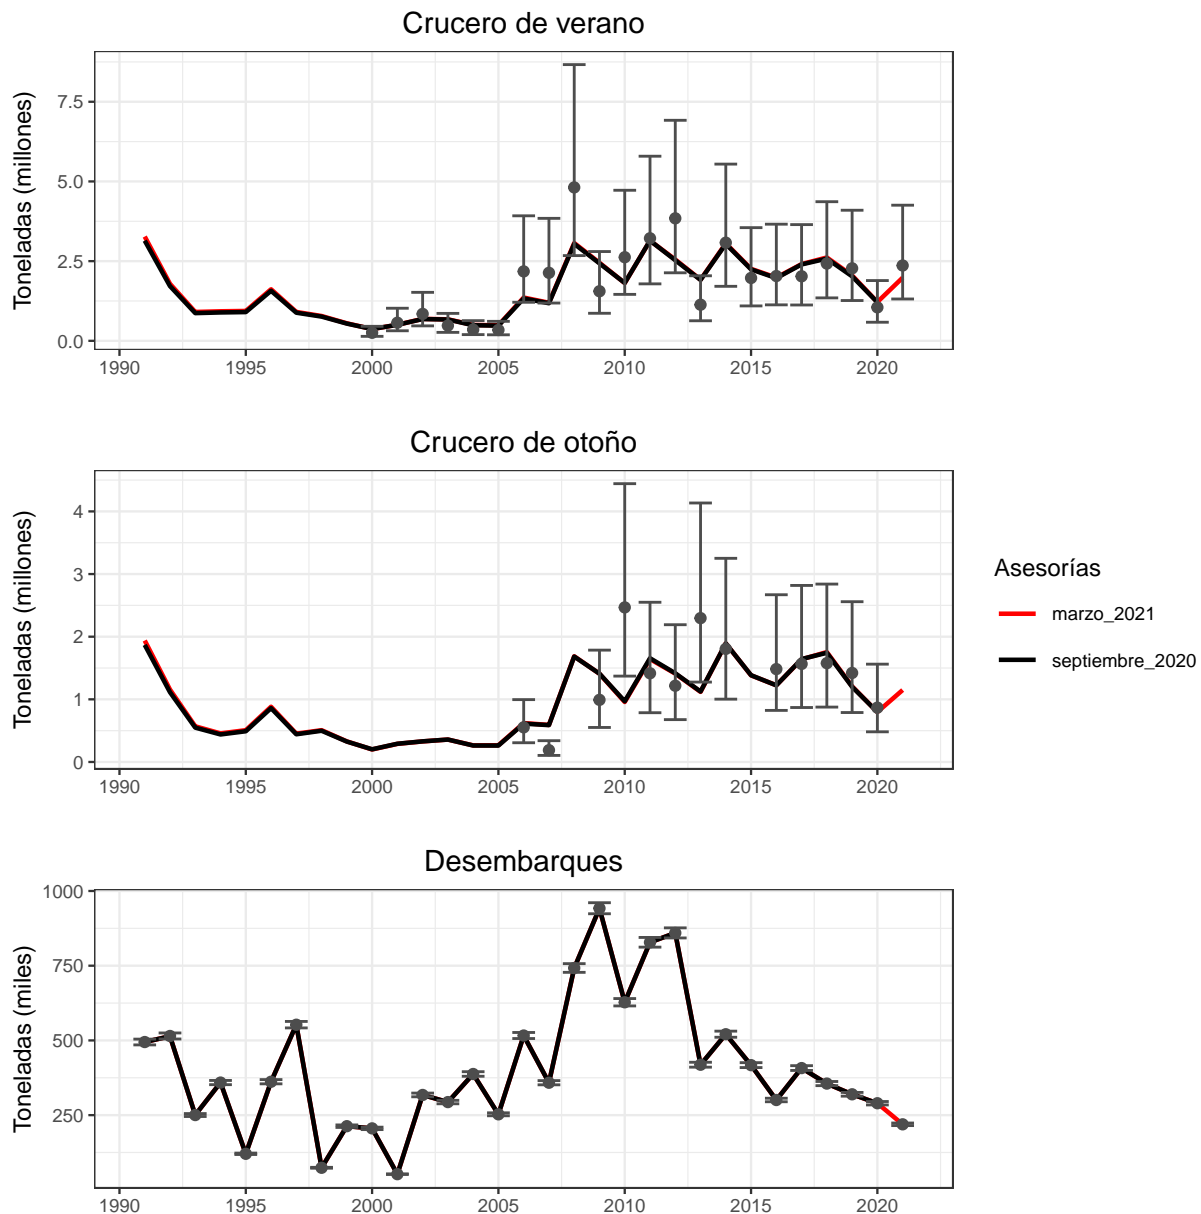 Crucero de verano
Toneladas (millones)
7.5
5.0
2.5
0.0
1990 1995 2000 2005 2010 2015 2020
Crucero de otoño
Toneladas (millones)
4
3
2
1
0
1990 1995 2000 2005 2010 2015 2020
Asesorías
marzo_2021
septiembre_2020
Desembarques
Toneladas (miles)
1000
750
500
250
1990 1995 2000 2005 2010 2015 2020